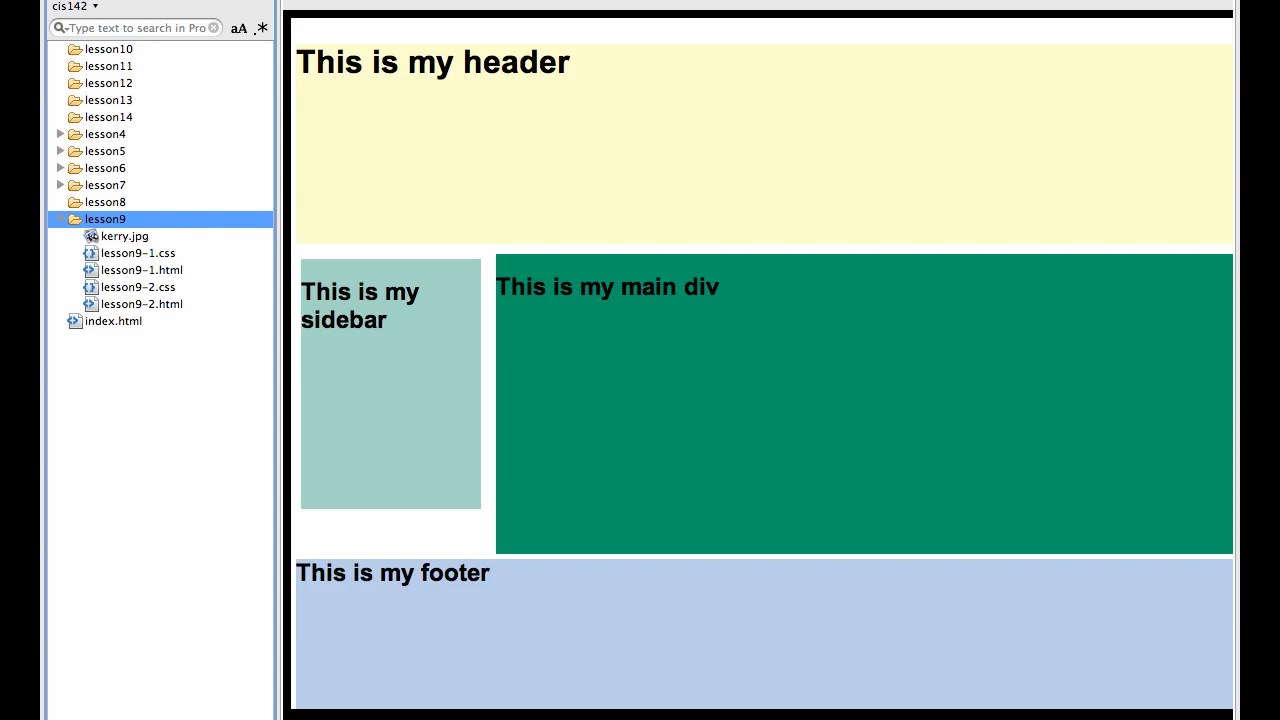 cis142
Type text to search in Pro
aA .*
lesson10
lesson11
lesson12
lesson13
lesson14
lesson4
lesson5
lesson6
lesson7
lesson8
lesson9
kerry.jpg
lesson9-1.css
lesson9-1.html
lesson9-2.css
lesson9-2.html
index.html
This is my header
This is my
sidebar
This is my main div
This is my footer